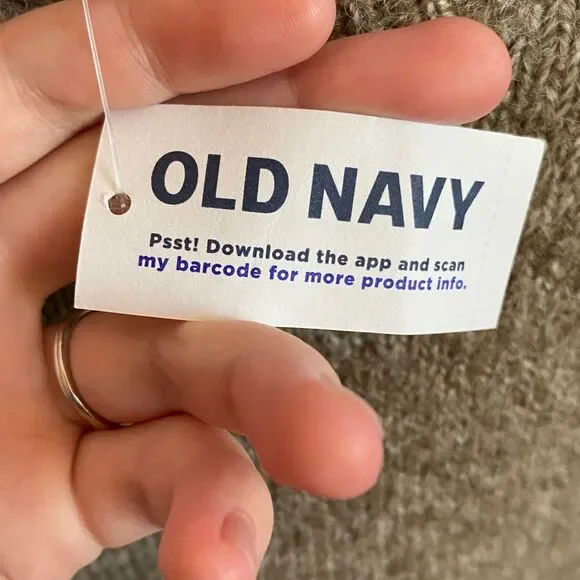 OLD NAVY
Psst! Download the app and scan
my barcode for more product info.